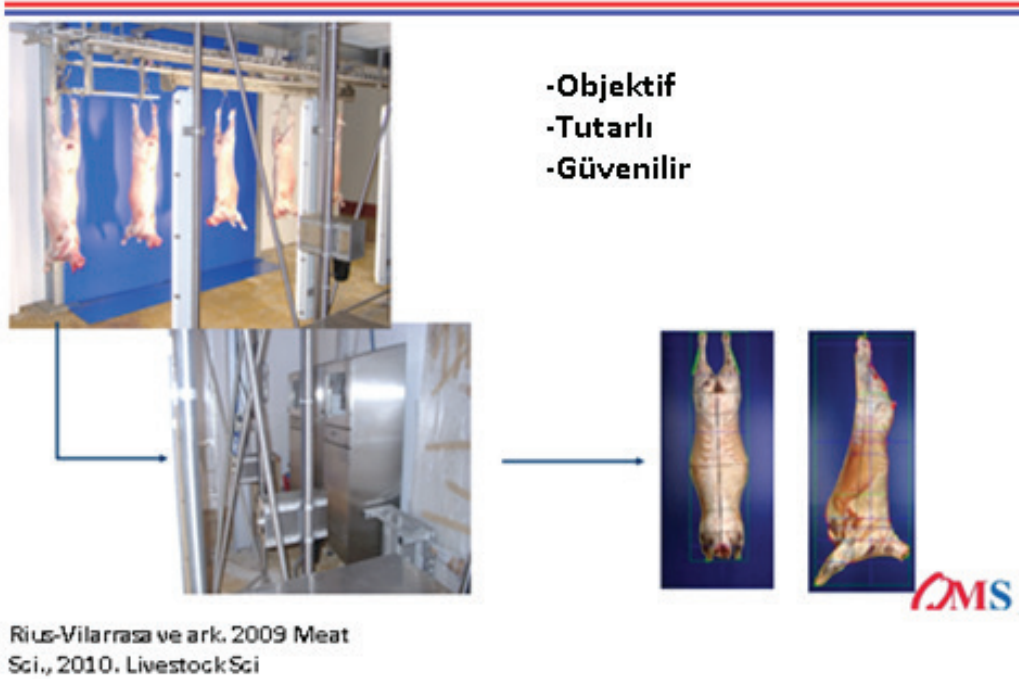 -Objektif
-Tutarlı
-Güvenilir
MS
Rius-Vilarrasa ve ark. 2009 Meat
Sci., 2010. Livestock Sci